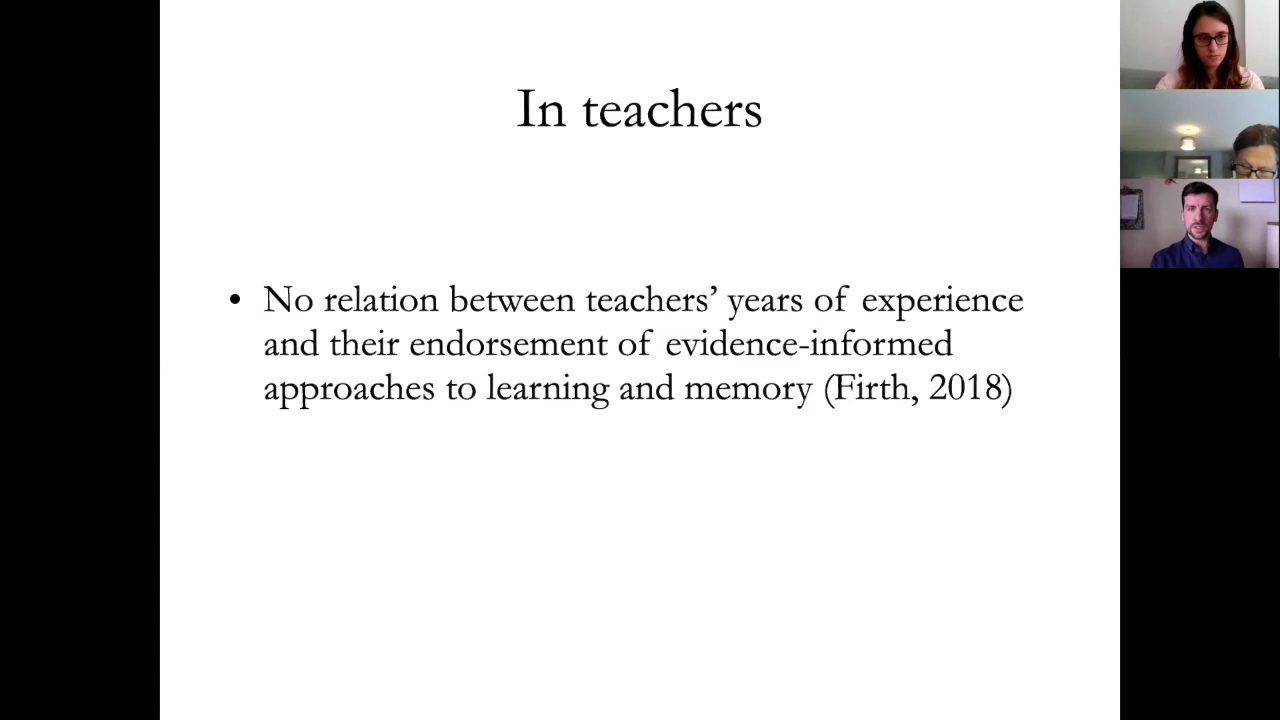 In teachers
• No relation between teachers’ years of experience
and their endorsement of evidence-informed
approaches to learning and memory (Firth, 2018)